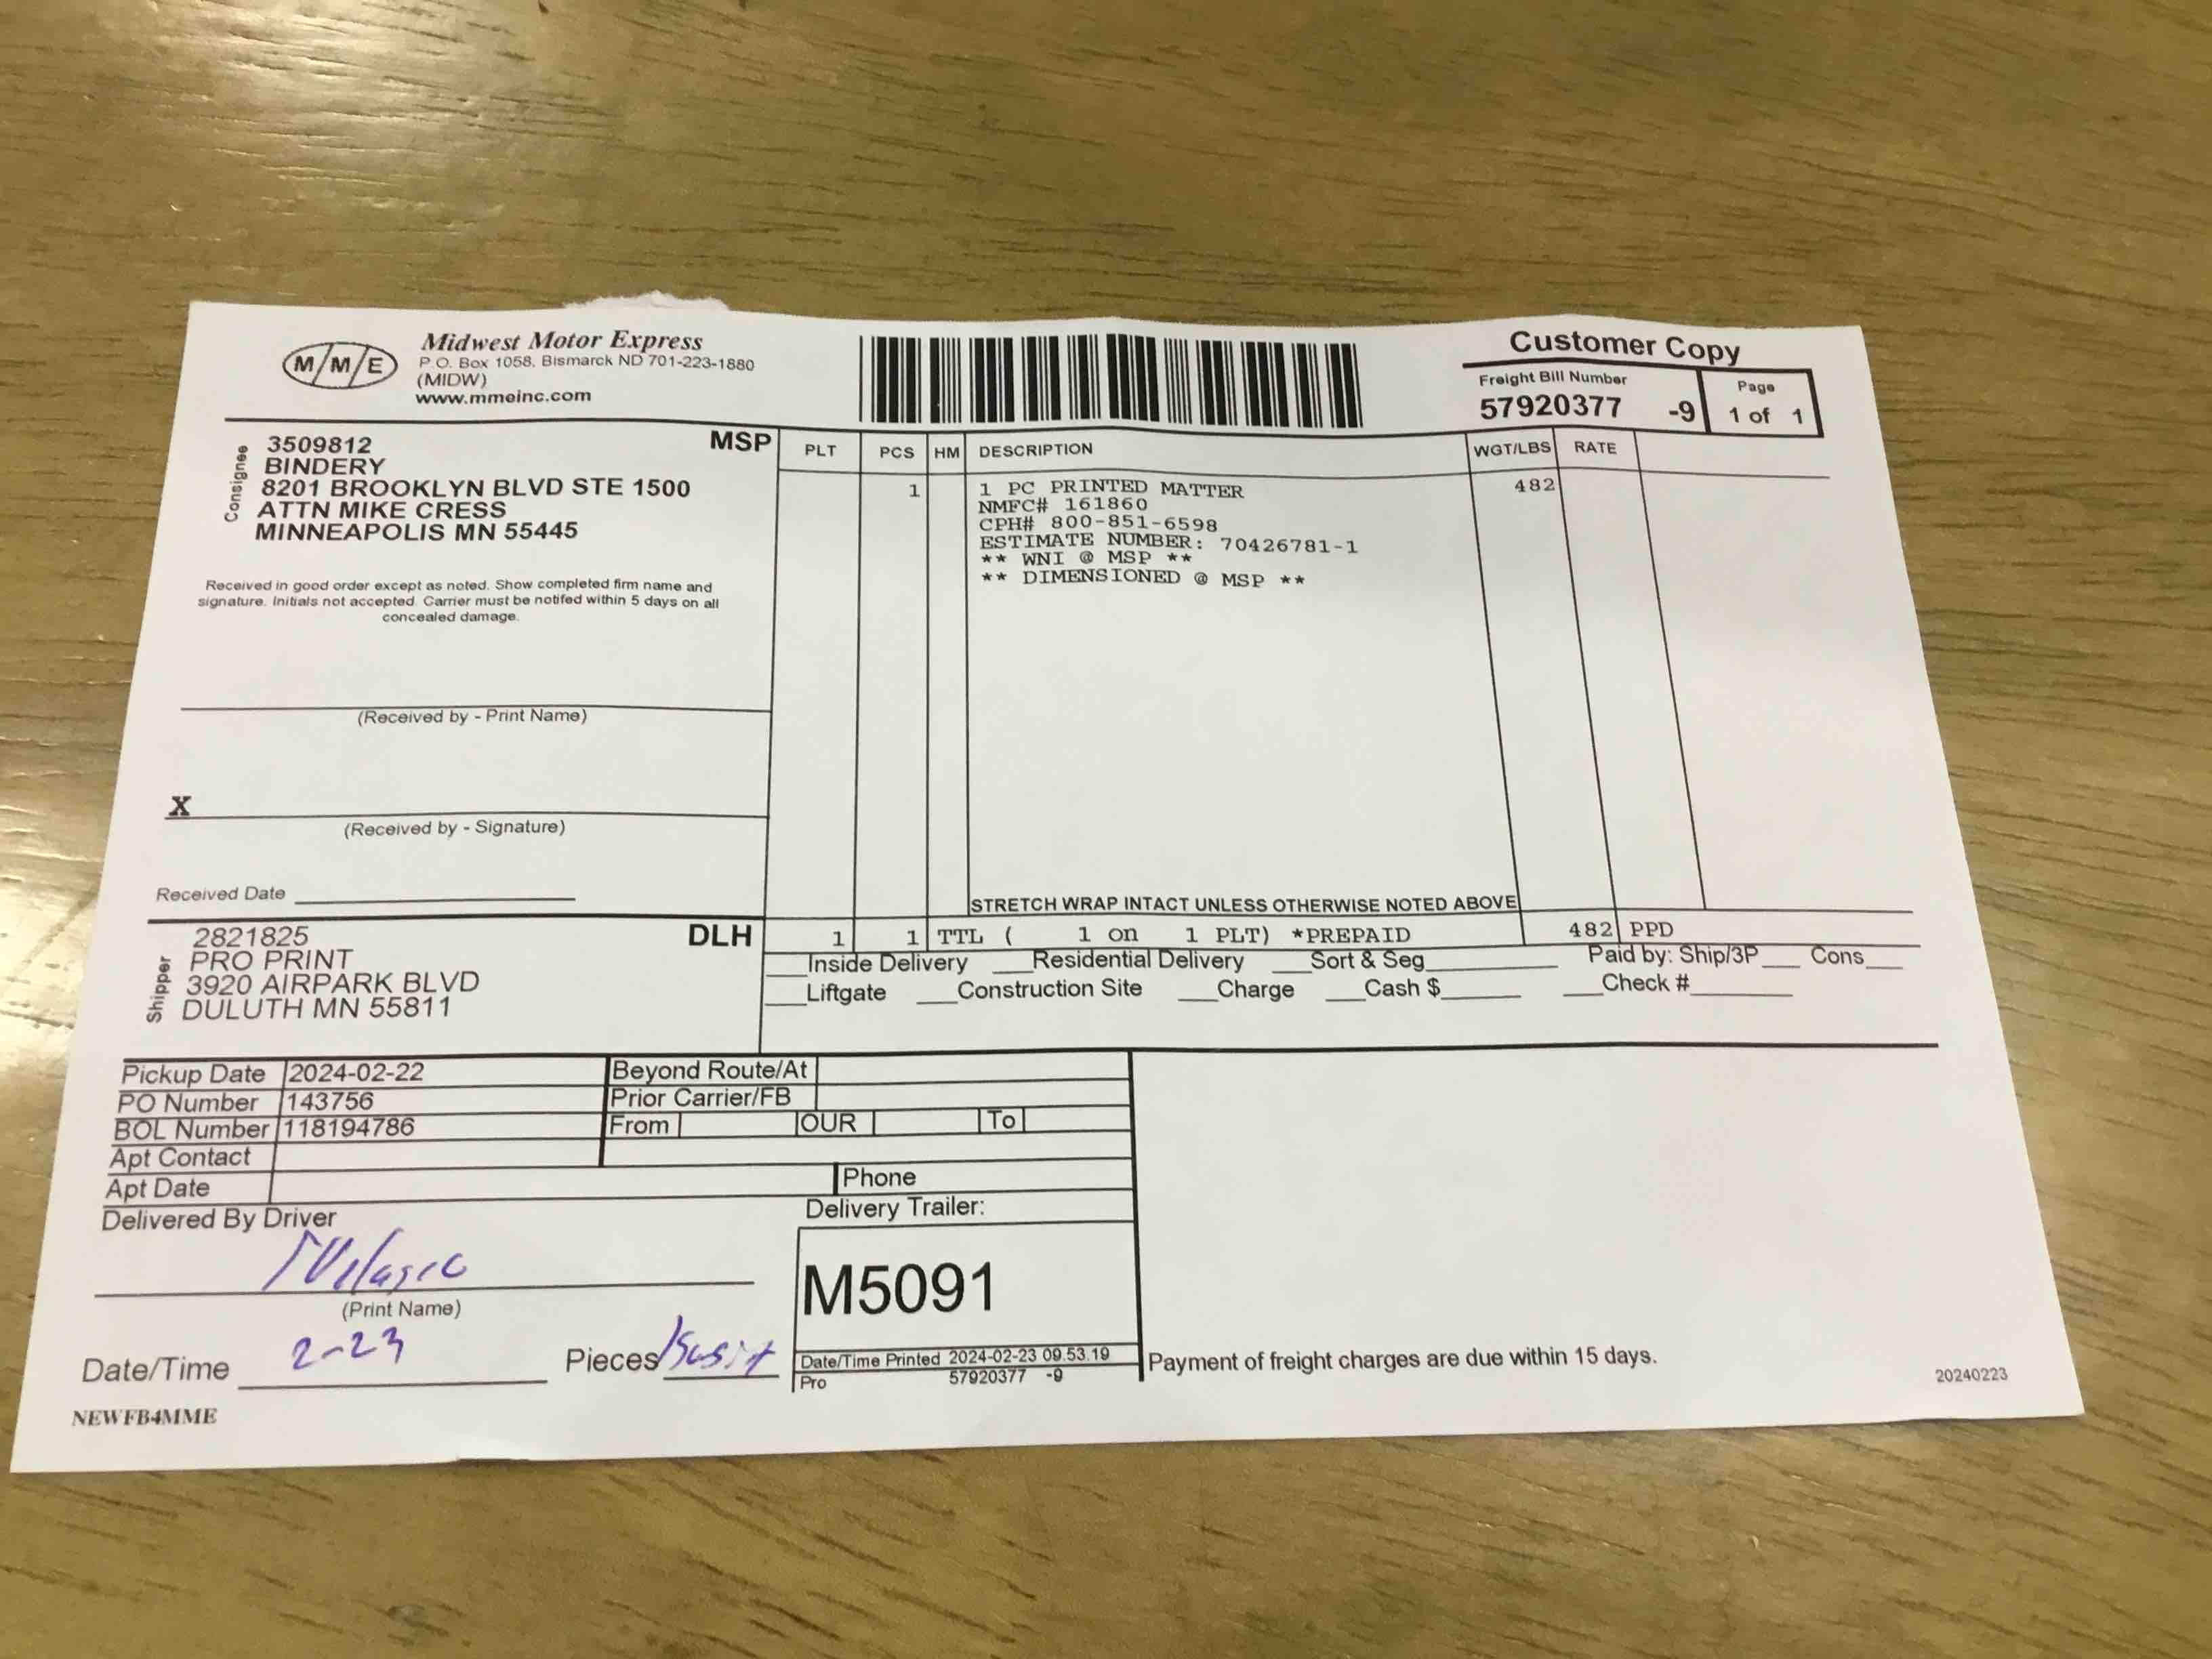 M/M/E
Midwest Motor Express
P.O. Box 1058, Bismarck ND 701-223-1880
(MIDW)
www.mmeinc.com
Customer Copy
Freight Bill Number
57920377 -9
Page
1 of 1
Consignee
3509812 MSP
BINDERY
8201 BROOKLYN BLVD STE 1500
ATTN MIKE CRESS
MINNEAPOLIS MN 55445
Received in good order except as noted. Show completed firm name and
signature. Initials not accepted. Carrier must be notifed within 5 days on all
concealed damage.
(Received by - Print Name)
X
(Received by - Signature)
Received Date
PLT PCS HM DESCRIPTION WGT/LBS RATE
1 1 PC PRINTED MATTER 482
NMFC# 161860
CPH# 800-851-6598
ESTIMATE NUMBER: 70426781-1
** WNI @ MSP **
** DIMENSIONED @ MSP **
STRETCH WRAP INTACT UNLESS OTHERWISE NOTED ABOVE
1 1 TTL ( 1 on 1 PLT) *PREPAID 482 PPD
Shipper
2821825 DLH
PRO PRINT
3920 AIRPARK BLVD
DULUTH MN 55811
Inside Delivery Residential Delivery Sort & Seg Paid by: Ship/3P Cons
Liftgate Construction Site Charge Cash $ Check #
Pickup Date 2024-02-22
PO Number 143756
BOL Number 118194786
Apt Contact
Apt Date
Beyond Route/At
Prior Carrier/FB
From OUR To
Phone
Delivered By Driver
(Print Name)
Date/Time 2-23
Pieces
Delivery Trailer:
M5091
Date/Time Printed 2024-02-23 09.53.19
Pro 57920377 -9
Payment of freight charges are due within 15 days.
20240223
NEWFB4MME